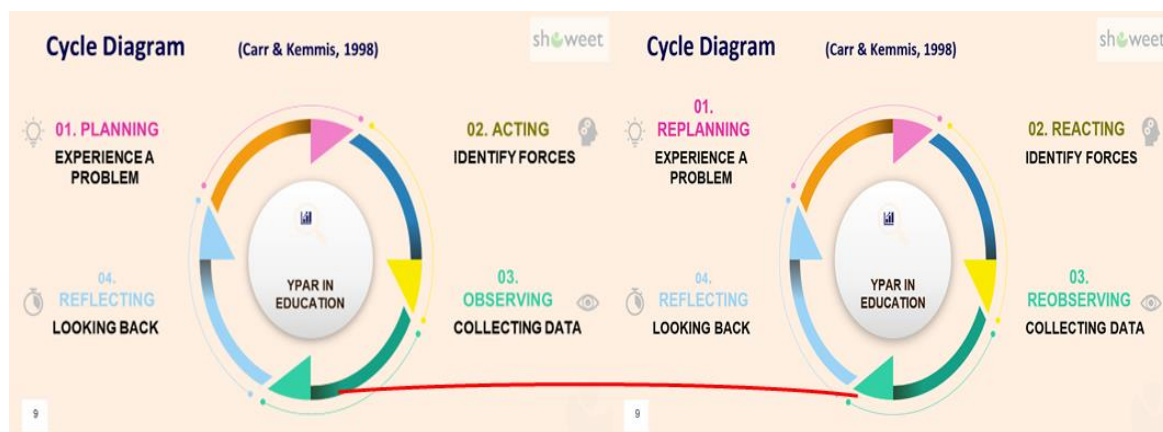 Cycle Diagram (Carr & Kemmis, 1998)
showeet
01. PLANNING
EXPERIENCE A
PROBLEM
02. ACTING
IDENTIFY FORCES
YPAR IN
EDUCATION
04.
REFLECTING
LOOKING BACK
03.
OBSERVING
COLLECTING DATA
9
Cycle Diagram (Carr & Kemmis, 1998)
showeet
01.
REPLANNING
EXPERIENCE A
PROBLEM
02. REACTING
IDENTIFY FORCES
YPAR IN
EDUCATION
04.
REFLECTING
LOOKING BACK
03.
REOBSERVING
COLLECTING DATA
9